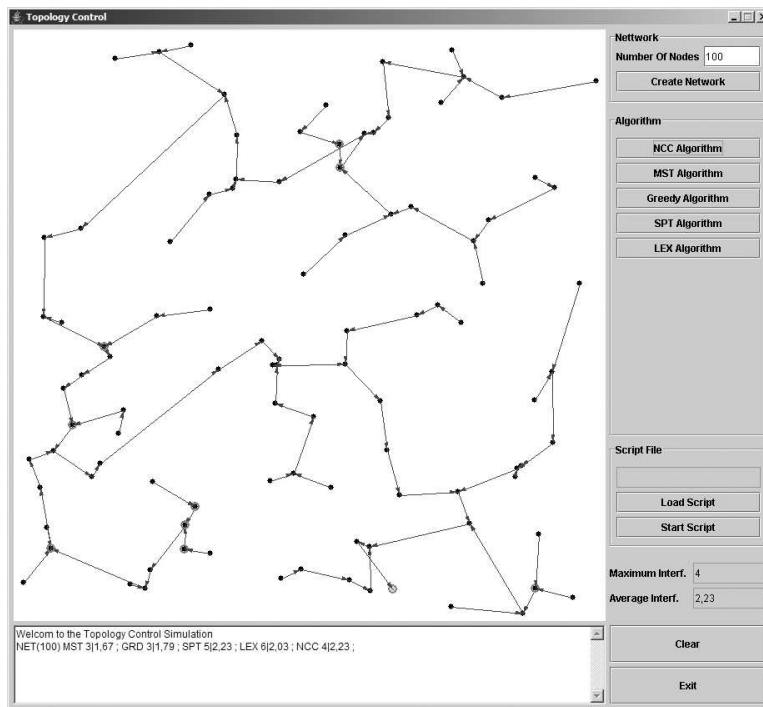 Topology Control
Nettwork
Number Of Nodes 100
Create Network
Algorithm
NCC Algorithm
MST Algorithm
Greedy Algorithm
SPT Algorithm
LEX Algorithm
Script File
Load Script
Start Script
Maximum Interf. 4
Average Interf. 2,23
Welcom to the Topology Control Simulation
NET(100) MST 3|1,67 ; GRD 3|1,79 ; SPT 5|2,23 ; LEX 6|2,03 ; NCC 4|2,23 ;
Clear
Exit